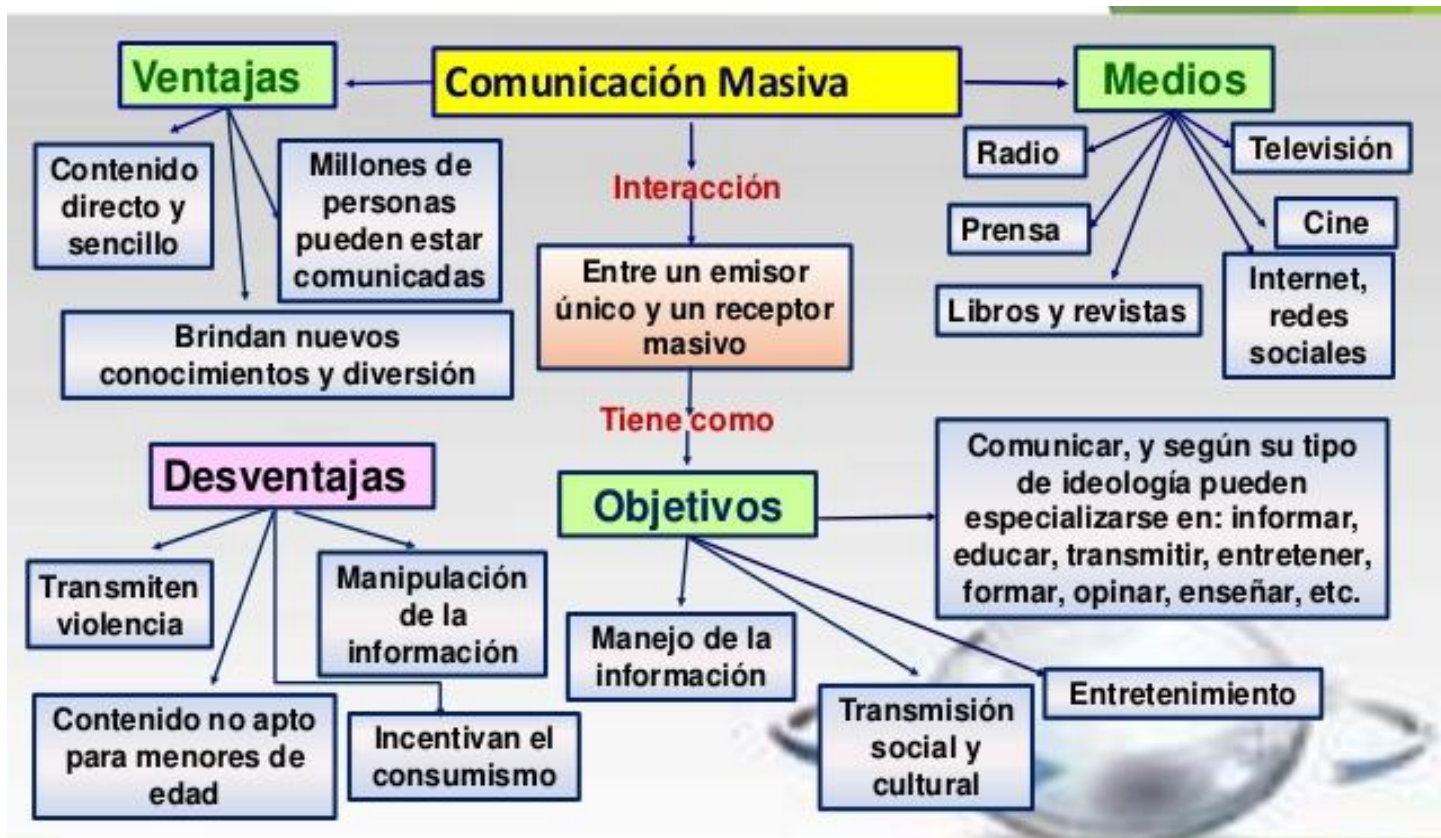 Comunicación Masiva
Ventajas
Contenido
directo y
sencillo
Millones de
personas
pueden estar
comunicadas
Brindan nuevos
conocimientos y diversión
Interacción
Entre un emisor
único y un receptor
masivo
Tiene como
Objetivos
Medios
Radio
Televisión
Prensa
Cine
Libros y revistas
Internet,
redes
sociales
Desventajas
Transmiten
violencia
Manipulación
de la
información
Contenido no apto
para menores de
edad
Incentivan el
consumismo
Comunicar, y según su tipo
de ideología pueden
especializarse en: informar,
educar, transmitir, entretener,
formar, opinar, enseñar, etc.
Manejo de la
información
Transmisión
social y
cultural
Entretenimiento